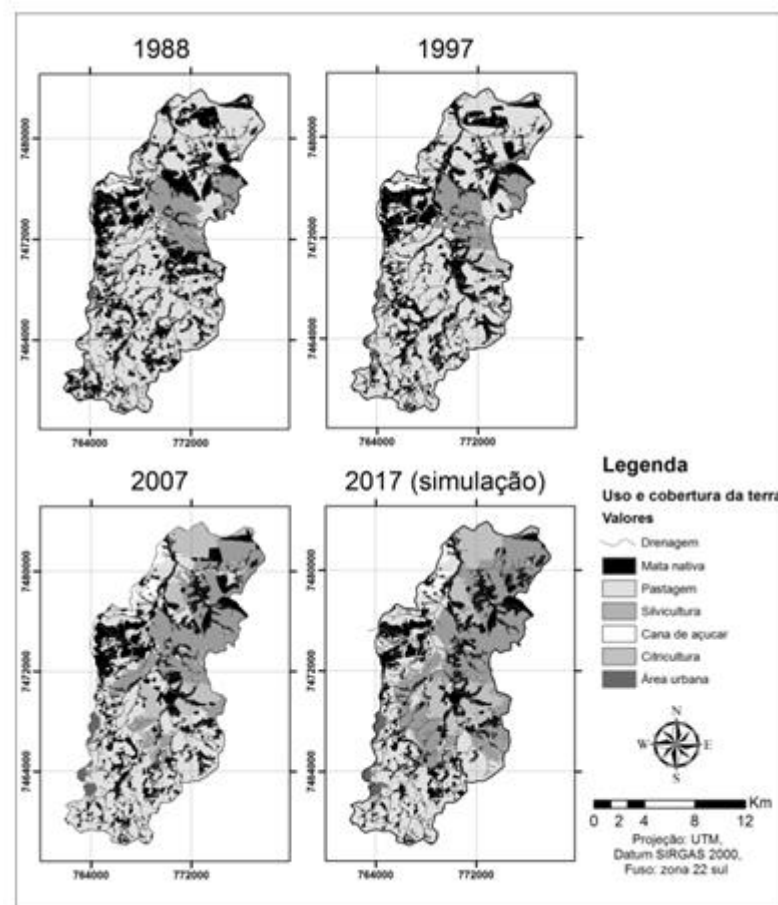 1988
1997
7480000
7472000
7464000
764000
772000
7480000
7472000
7464000
764000
772000
2007
2017 (simulação)
7480000
7472000
7464000
764000
772000
7480000
7472000
7464000
764000
772000
Legenda
Uso e cobertura da terra
Valores
Drenagem
Mata nativa
Pastagem
Silvicultura
Cana de açucar
Citricultura
Área urbana
N
W
E
S
Km
0 2 4 8 12
Projeção: UTM,
Datum SIRGAS 2000,
Fuso: zona 22 sul